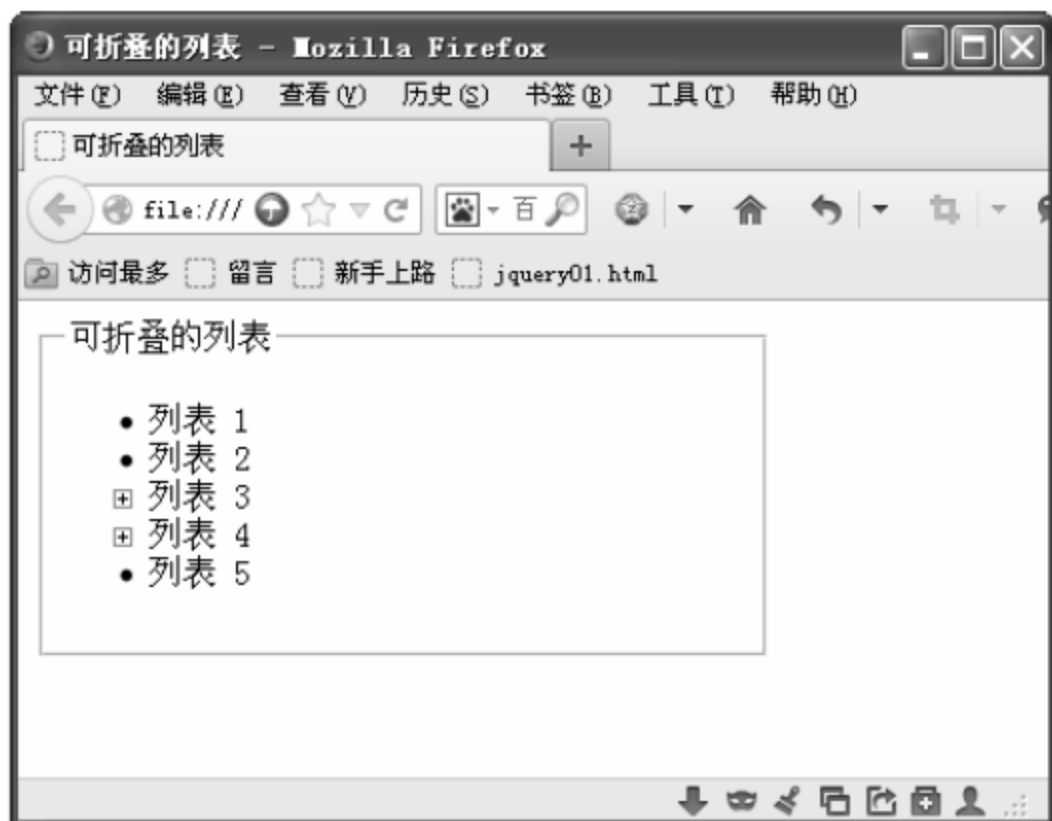 可折叠的列表 - Mozilla Firefox
文件(F) 编辑(E) 查看(V) 历史(S) 书签(B) 工具(T) 帮助(H)
可折叠的列表
file:/// 百
访问最多 留言 新手上路 jquery01.html
可折叠的列表
列表 1
列表 2
列表 3
列表 4
列表 5